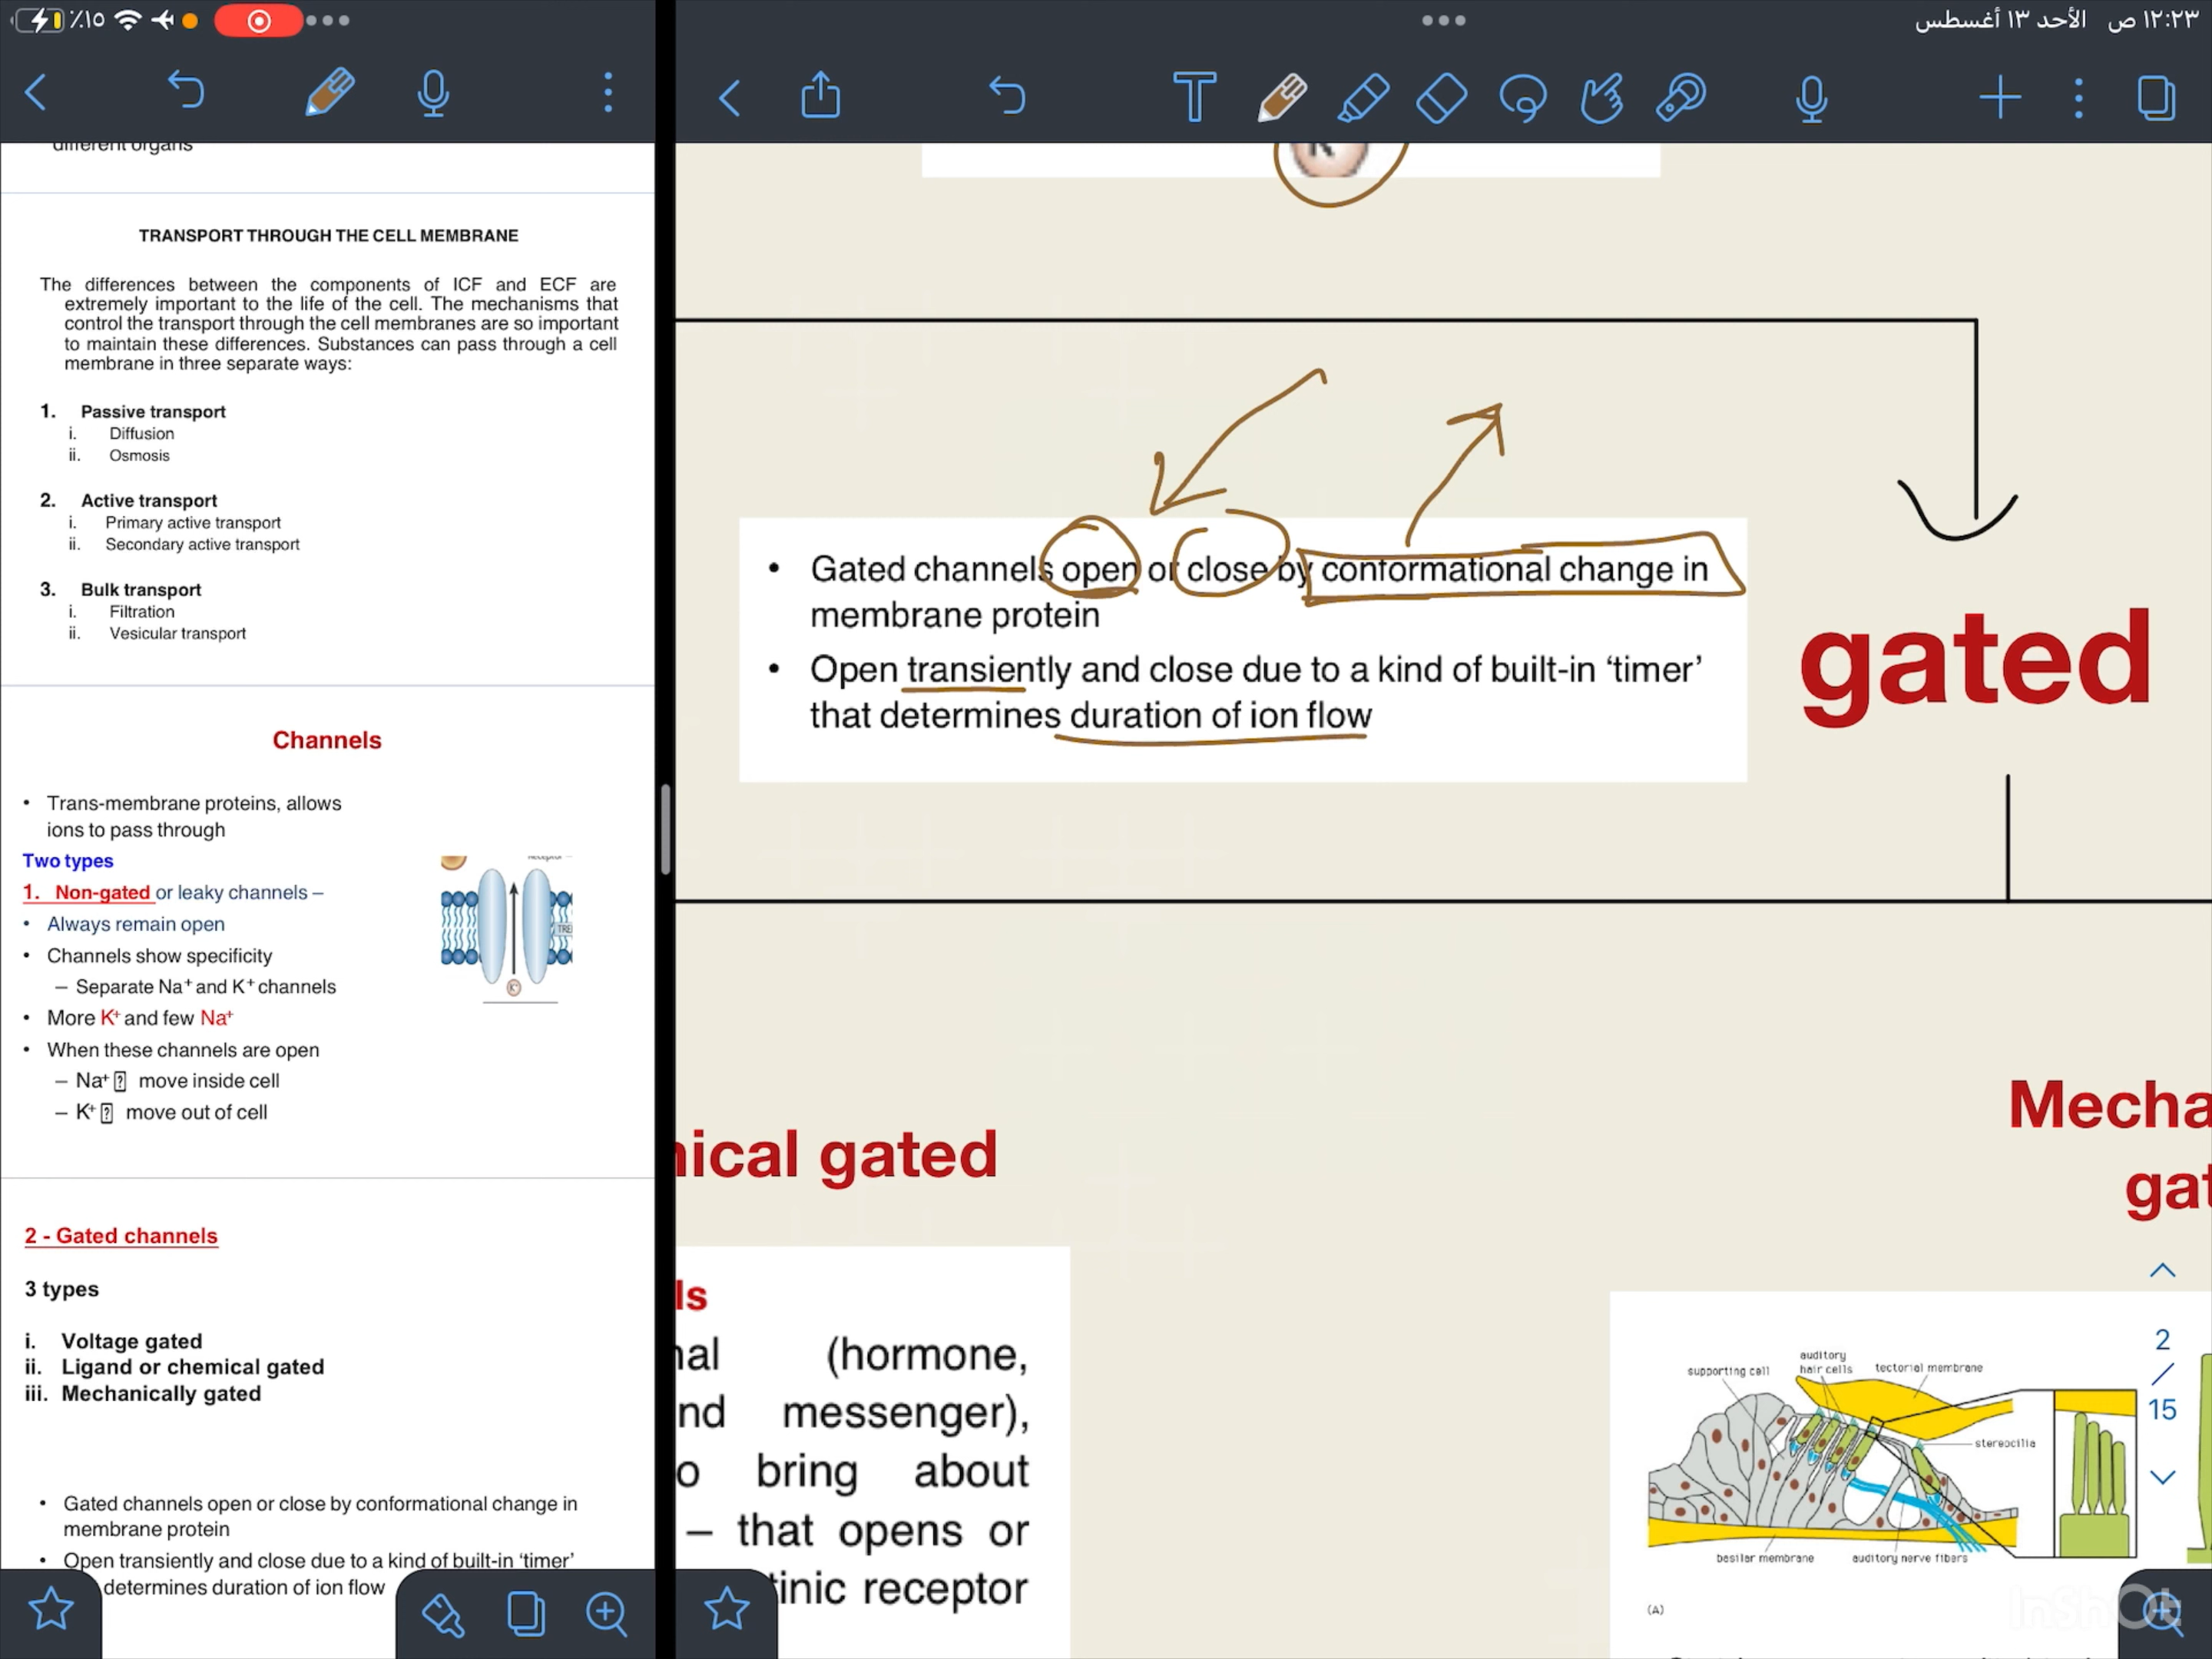 ٪١٥
١٢:٢٣ ص الأحد ١٣ أغسطس
different organs
TRANSPORT THROUGH THE CELL MEMBRANE
The differences between the components of ICF and ECF are
extremely important to the life of the cell. The mechanisms that
control the transport through the cell membranes are so important
to maintain these differences. Substances can pass through a cell
membrane in three separate ways:
1. Passive transport
i. Diffusion
ii. Osmosis
2. Active transport
i. Primary active transport
ii. Secondary active transport
3. Bulk transport
i. Filtration
ii. Vesicular transport
Channels
• Trans-membrane proteins, allows
ions to pass through
Two types
1. Non-gated or leaky channels –
• Always remain open
• Channels show specificity
– Separate Na⁺ and K⁺ channels
• More K⁺ and few Na⁺
• When these channels are open
– Na⁺ move inside cell
– K⁺ move out of cell
K⁺
2 - Gated channels
3 types
i. Voltage gated
ii. Ligand or chemical gated
iii. Mechanically gated
• Gated channels open or close by conformational change in
membrane protein
• Open transiently and close due to a kind of built-in ‘timer’
determines duration of ion flow
K
• Gated channels open or close by conformational change in
membrane protein
• Open transiently and close due to a kind of built-in ‘timer’
that determines duration of ion flow
gated
nical gated
Mecha
gat
ls
nal (hormone,
nd messenger),
o bring about
– that opens or
tinic receptor
2
/
15
supporting cell
auditory
hair cells
tectorial membrane
stereocilia
basilar membrane
auditory nerve fibers
(A)
InShOt